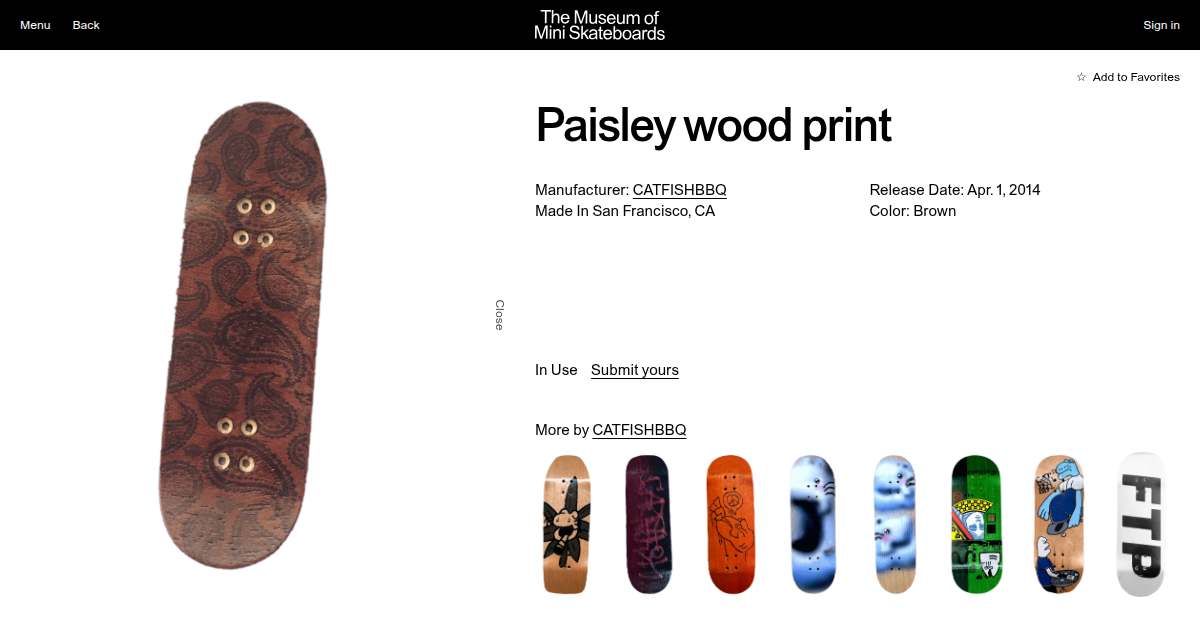 Menu
Back
The Museum of
Mini Skateboards
Sign in
☆ Add to Favorites
Paisley wood print
Manufacturer: CATFISHBBQ
Made In San Francisco, CA
Release Date: Apr. 1, 2014
Color: Brown
Close
In Use
Submit yours
More by CATFISHBBQ
FTP